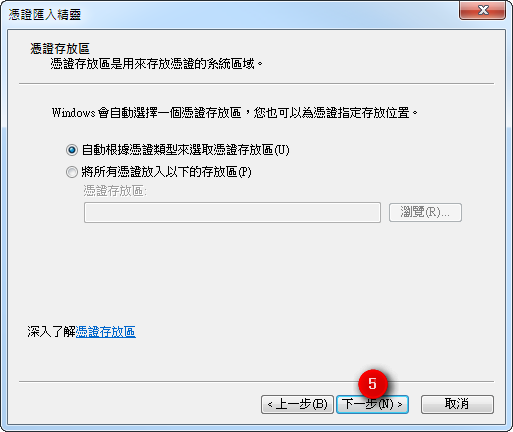 憑證匯入精靈
憑證存放區
憑證存放區是用來存放憑證的系統區域。
Windows 會自動選擇一個憑證存放區，您也可以為憑證指定存放位置。
自動根據憑證類型來選取憑證存放區(U)
將所有憑證放入以下的存放區(P)
憑證存放區:
瀏覽(R)...
深入了解憑證存放區
5
< 上一步(B) 下一步(N) > 取消